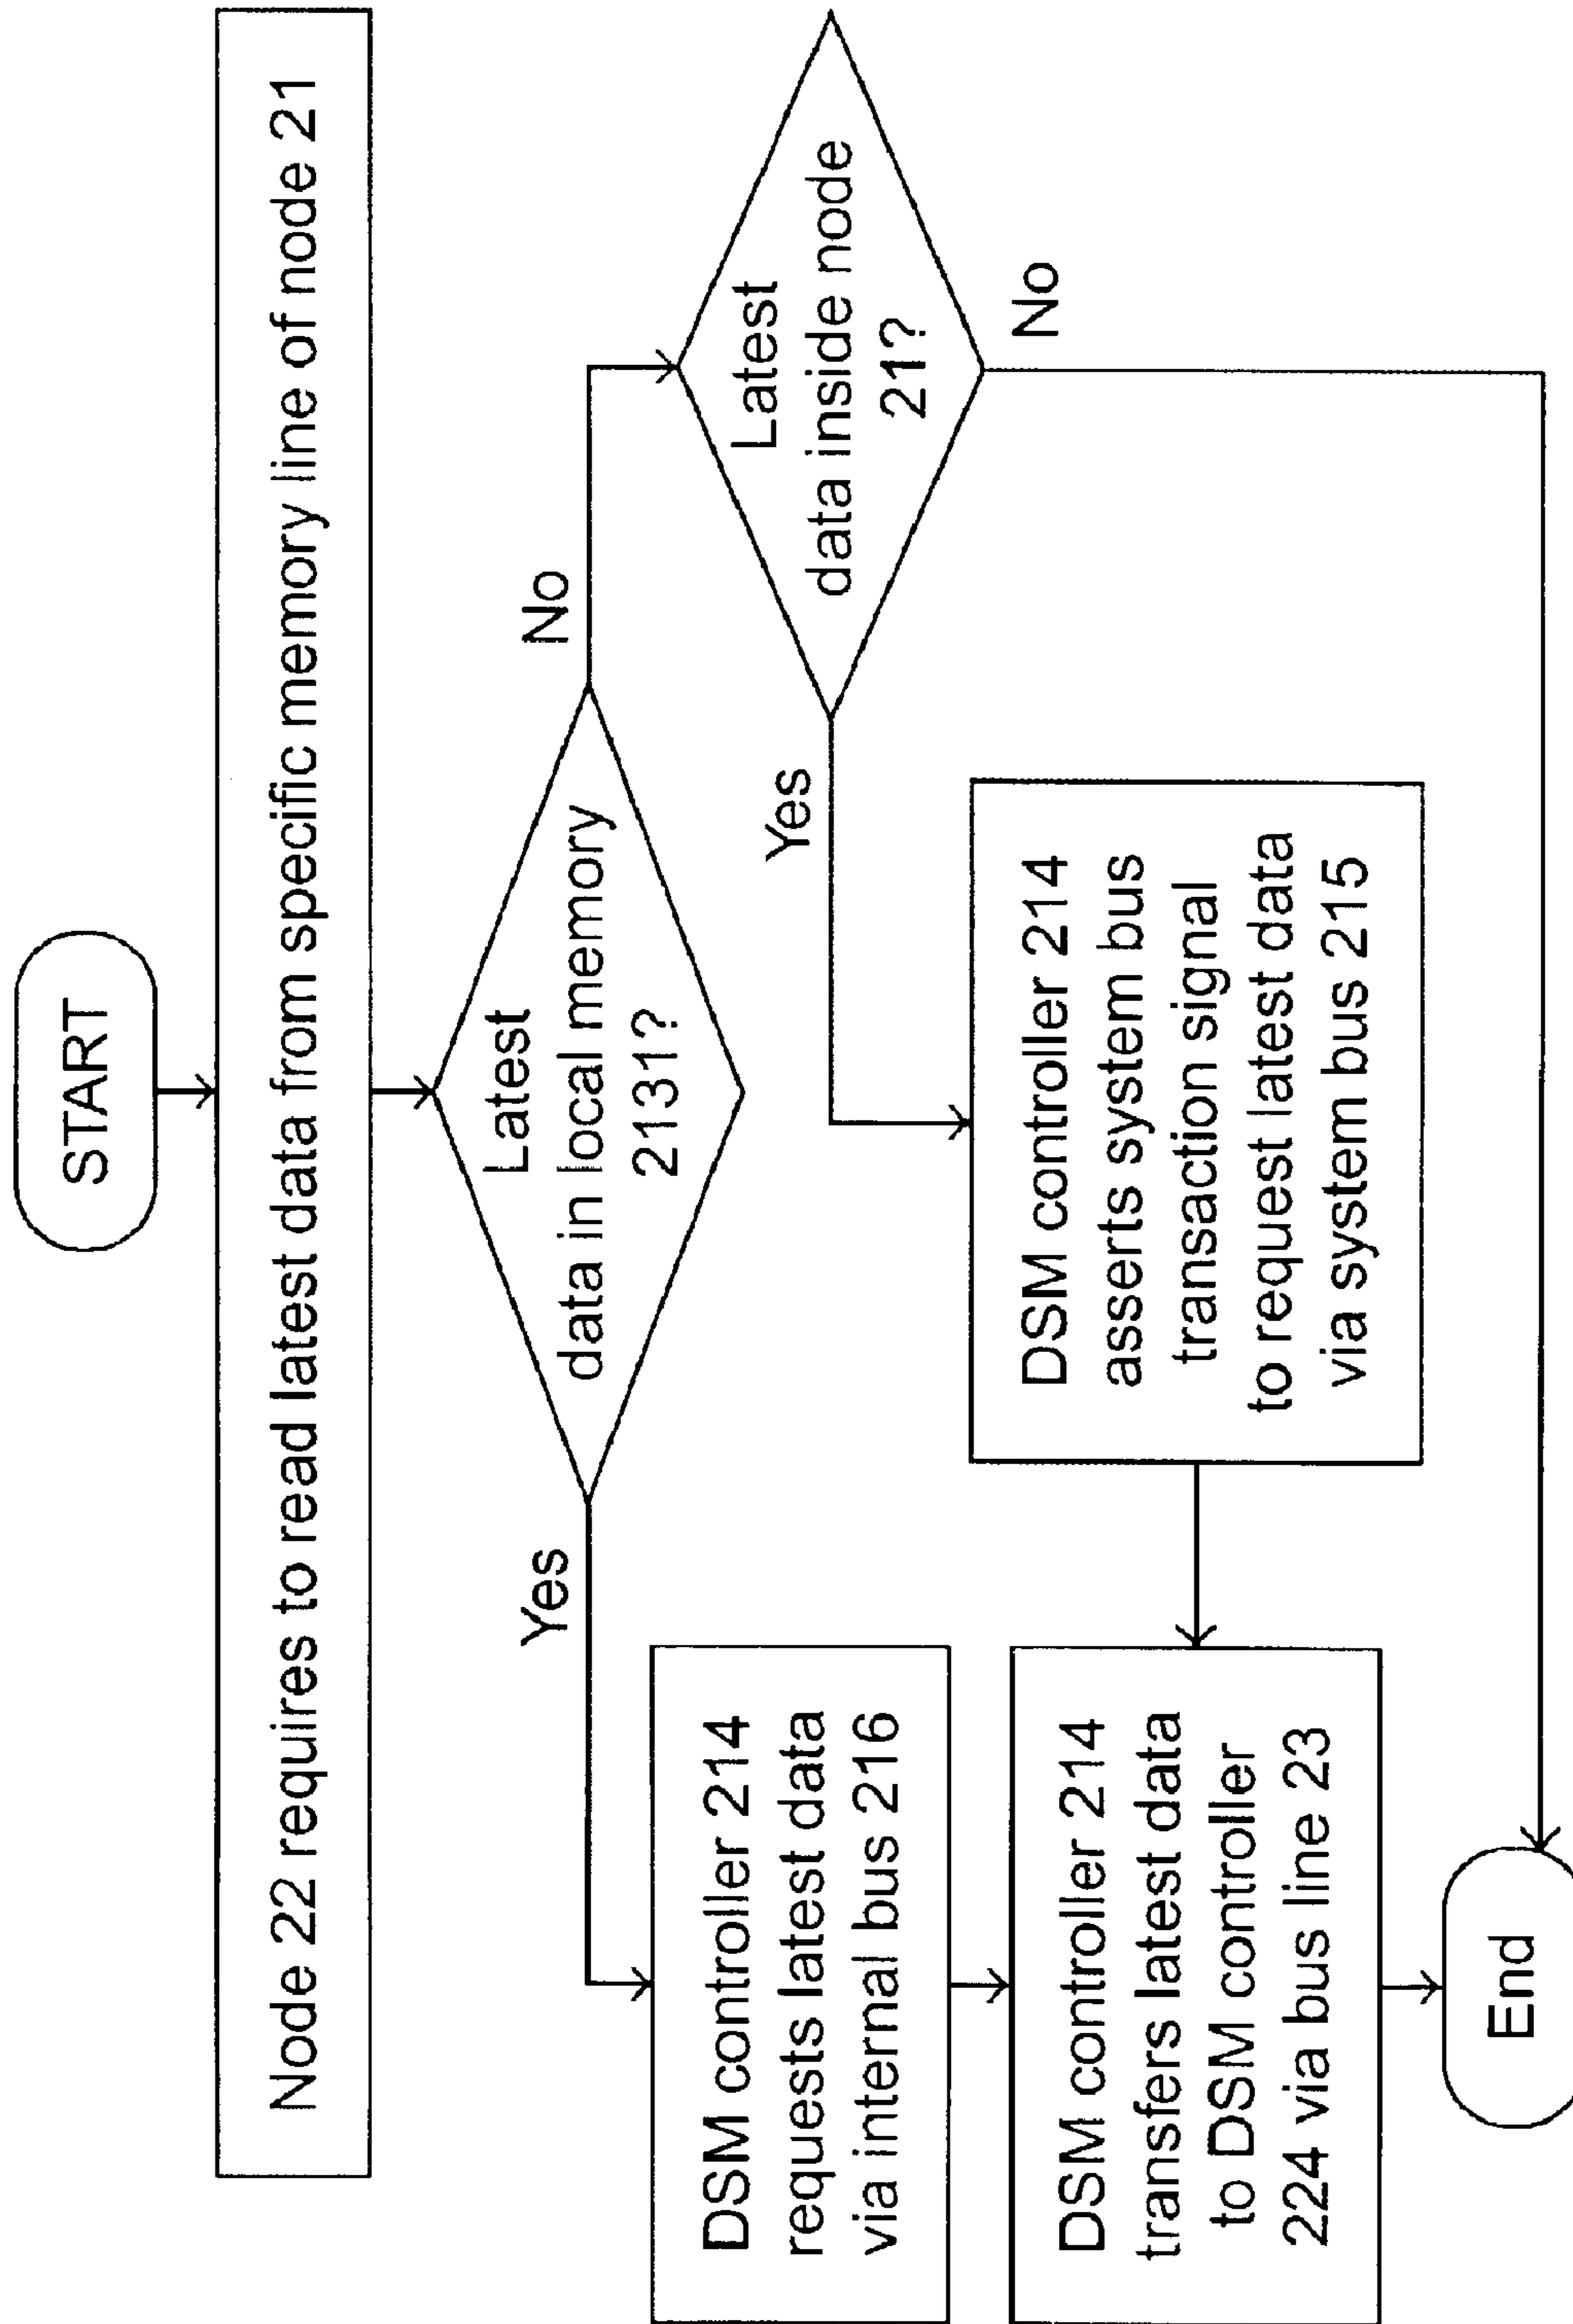 START
Node 22 requires to read latest data from specific memory line of node 21
Latest
data in local memory
2131?
Yes
No
Latest
data inside node
21?
Yes
No
DSM controller 214
requests latest data
via internal bus 216
DSM controller 214
asserts system bus
transaction signal
to request latest data
via system bus 215
DSM controller 214
transfers latest data
to DSM controller
224 via bus line 23
End